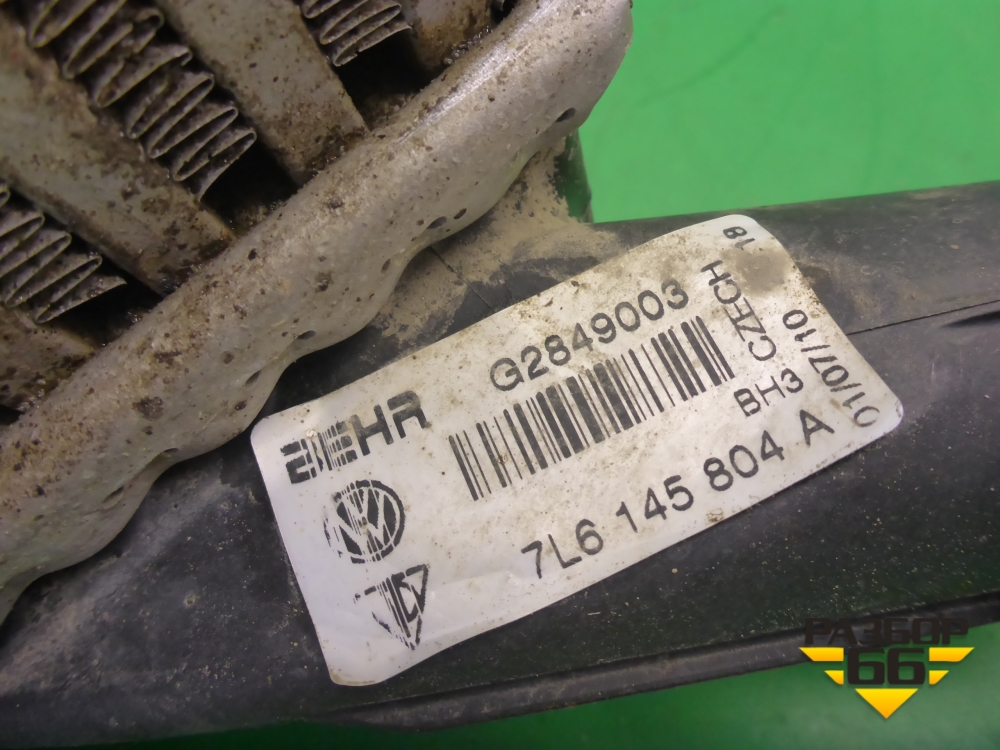 BEHR
G2849003
7L6 145 804 A
BH3 CZECH 18
01/07/10
РАЗБОР
66